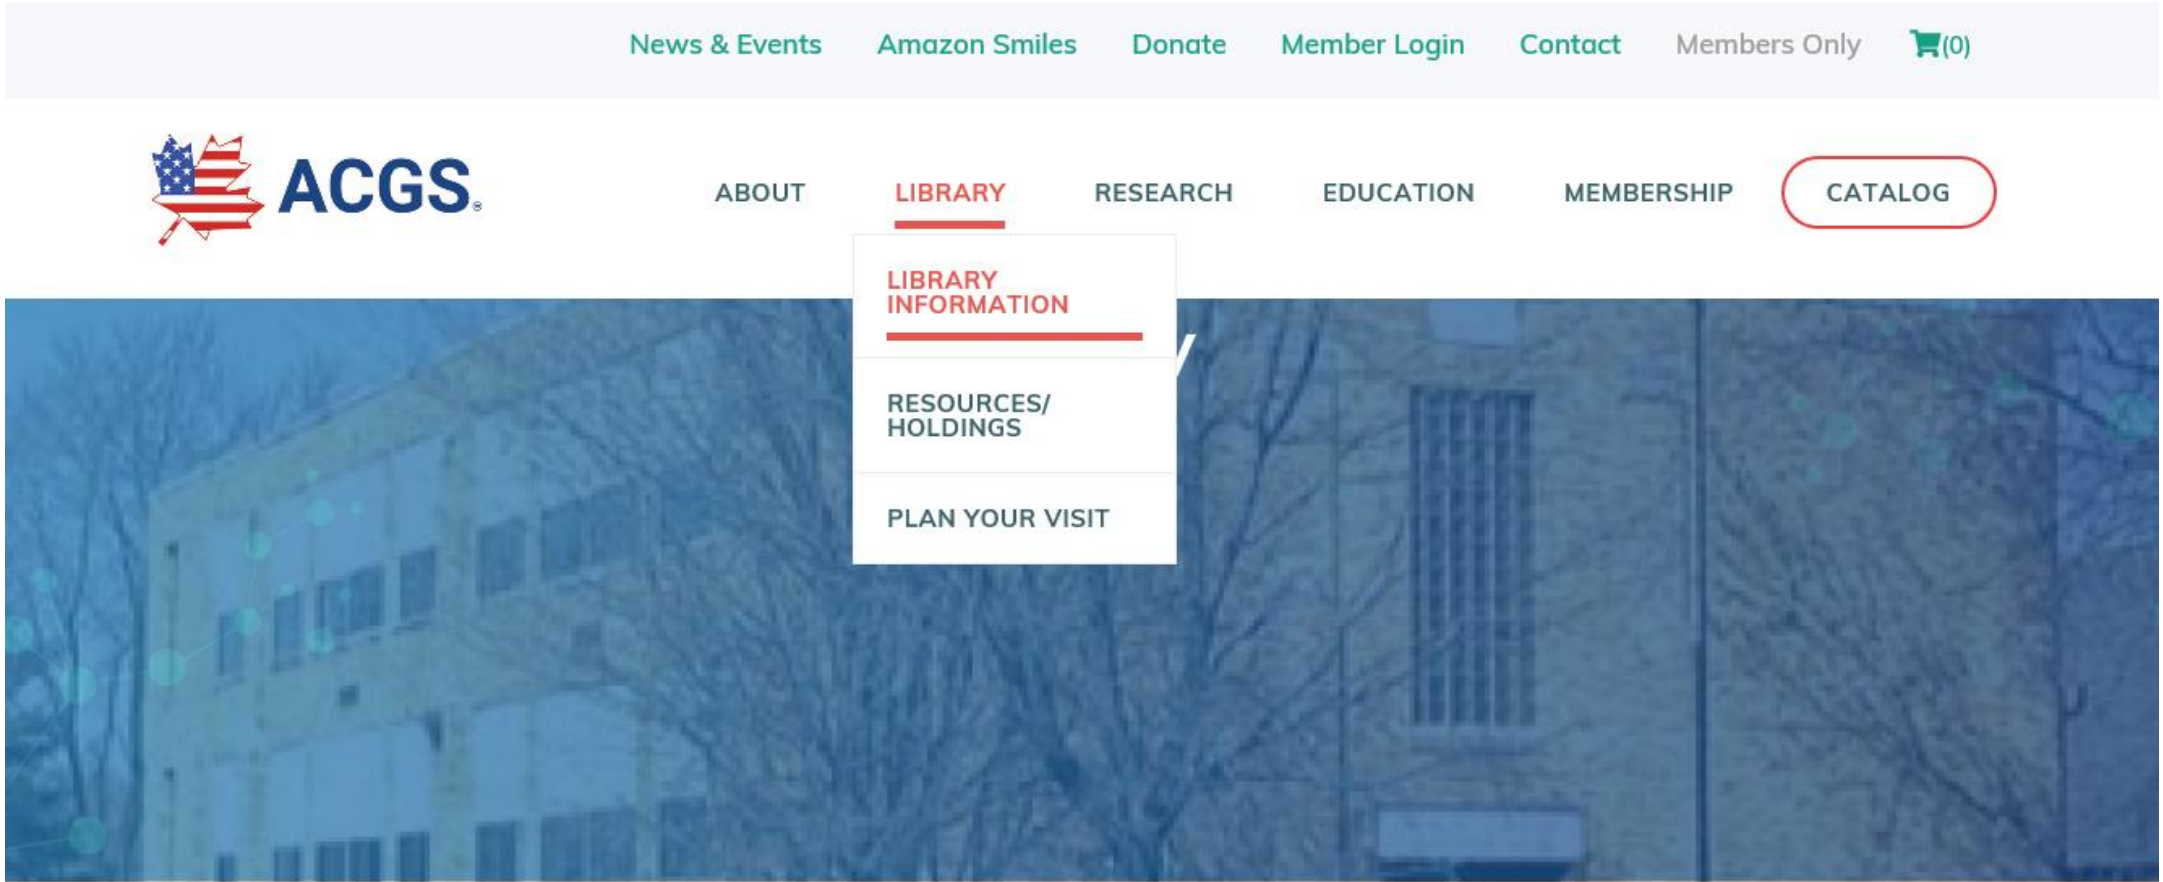 News & Events Amazon Smiles Donate Member Login Contact Members Only (0)
ACGS®
ABOUT LIBRARY RESEARCH EDUCATION MEMBERSHIP CATALOG
LIBRARY
INFORMATION
y
RESOURCES/
HOLDINGS
PLAN YOUR VISIT